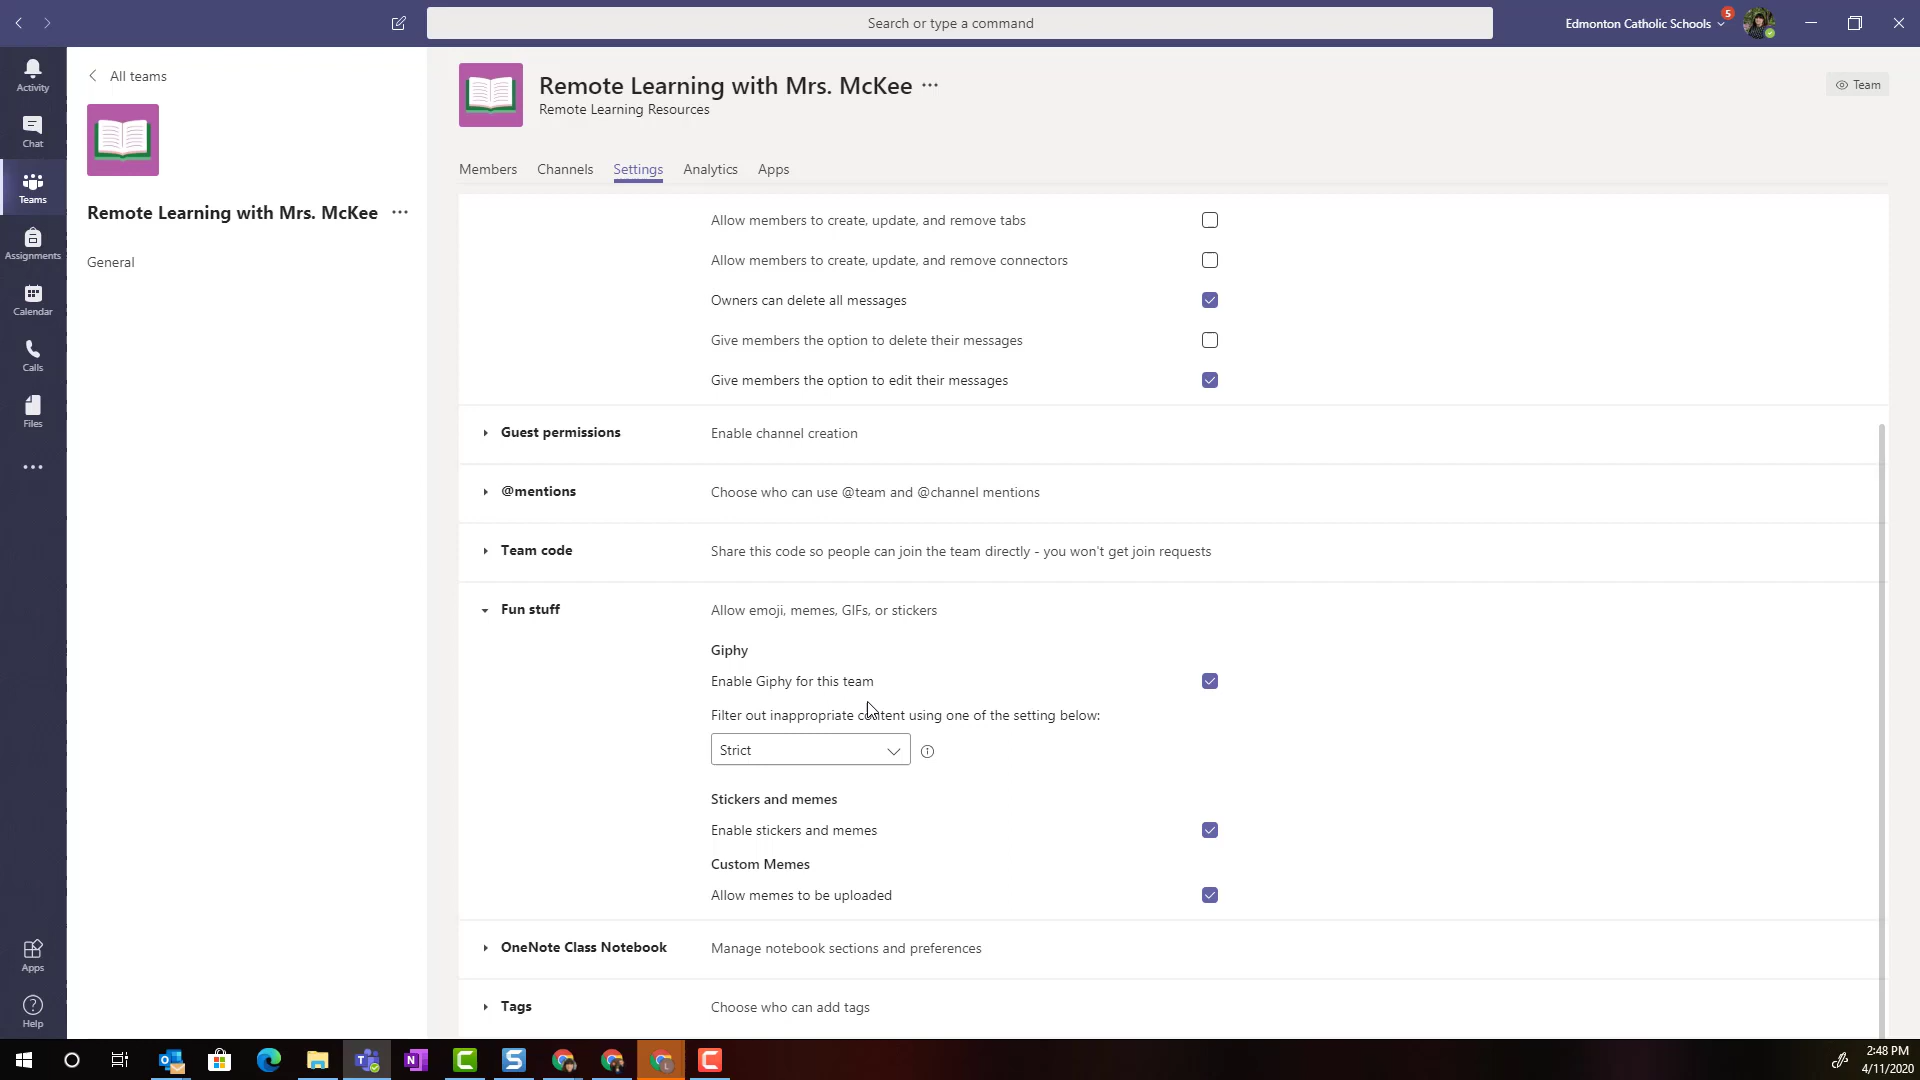 Search or type a command
Edmonton Catholic Schools
5
Activity
Chat
Teams
Assignments
Calendar
Calls
Files
Apps
Help
All teams
Remote Learning with Mrs. McKee
General
Remote Learning with Mrs. McKee
Remote Learning Resources
Team
Members Channels Settings Analytics Apps
Allow members to create, update, and remove tabs
Allow members to create, update, and remove connectors
Owners can delete all messages
Give members the option to delete their messages
Give members the option to edit their messages
Guest permissions Enable channel creation
@mentions Choose who can use @team and @channel mentions
Team code Share this code so people can join the team directly - you won't get join requests
Fun stuff Allow emoji, memes, GIFs, or stickers
Giphy
Enable Giphy for this team
Filter out inappropriate content using one of the setting below:
Strict
Stickers and memes
Enable stickers and memes
Custom Memes
Allow memes to be uploaded
OneNote Class Notebook Manage notebook sections and preferences
Tags Choose who can add tags
2:48 PM
4/11/2020